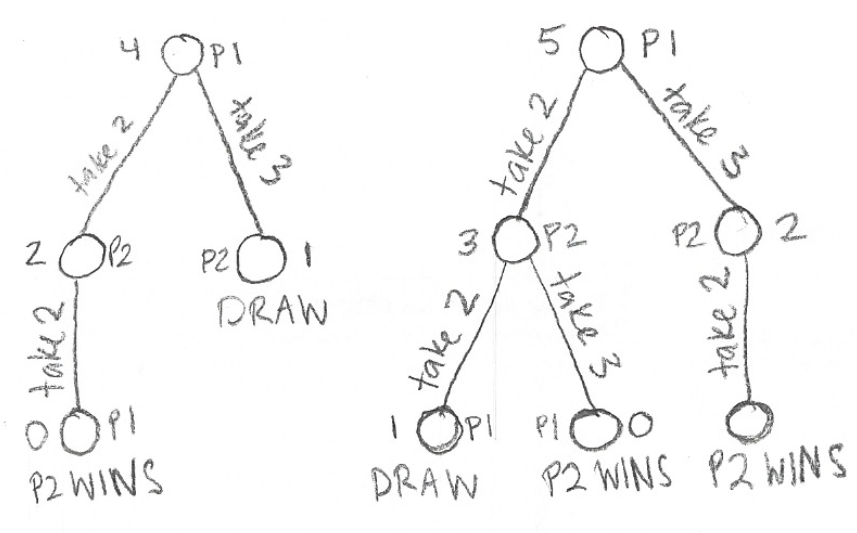 4 P1
take 2
take 3
2 P2
P2 1
DRAW
take 2
0 P1
P2 WINS
5 P1
take 2
take 3
3 P2
P2 2
take 2
take 3
take 2
1 P1
DRAW
P1 0
P2 WINS
P2 WINS